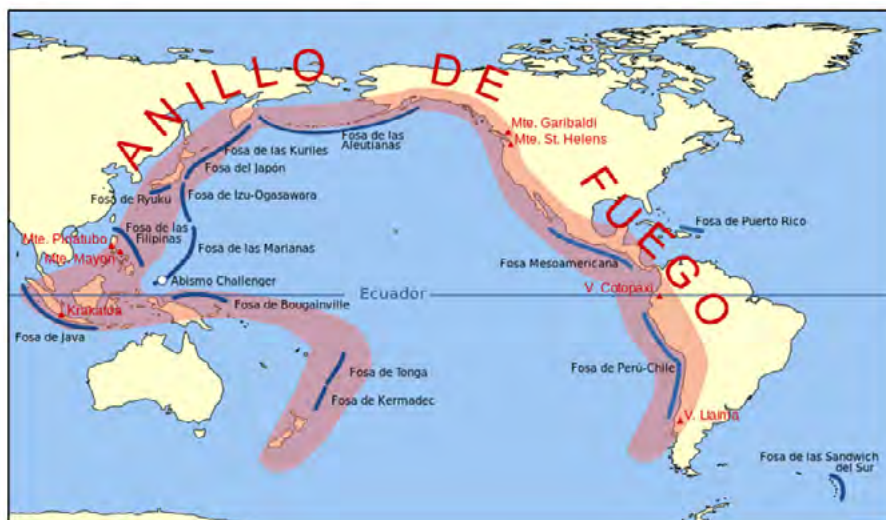 ANILLO DE FUEGO
Mte. Garibaldi
Mte. St. Helens
Fosa de las
Aleutianas
Fosa de las Kuriles
Fosa del Japón
Fosa de Ryukú
Fosa de Izu-Ogasawara
Fosa de Puerto Rico
Fosa de las
Filipinas
Mte. Pinatubo
Mte. Mayón
Fosa de las Marianas
Fosa Mesoamericana
Abismo Challenger
V. Cotopaxi
Ecuador
Fosa de Bougainville
Krakatoa
Fosa de Java
Fosa de Perú-Chile
Fosa de Tonga
Fosa de Kermadec
V. Llaima
Fosa de las Sandwich
del Sur